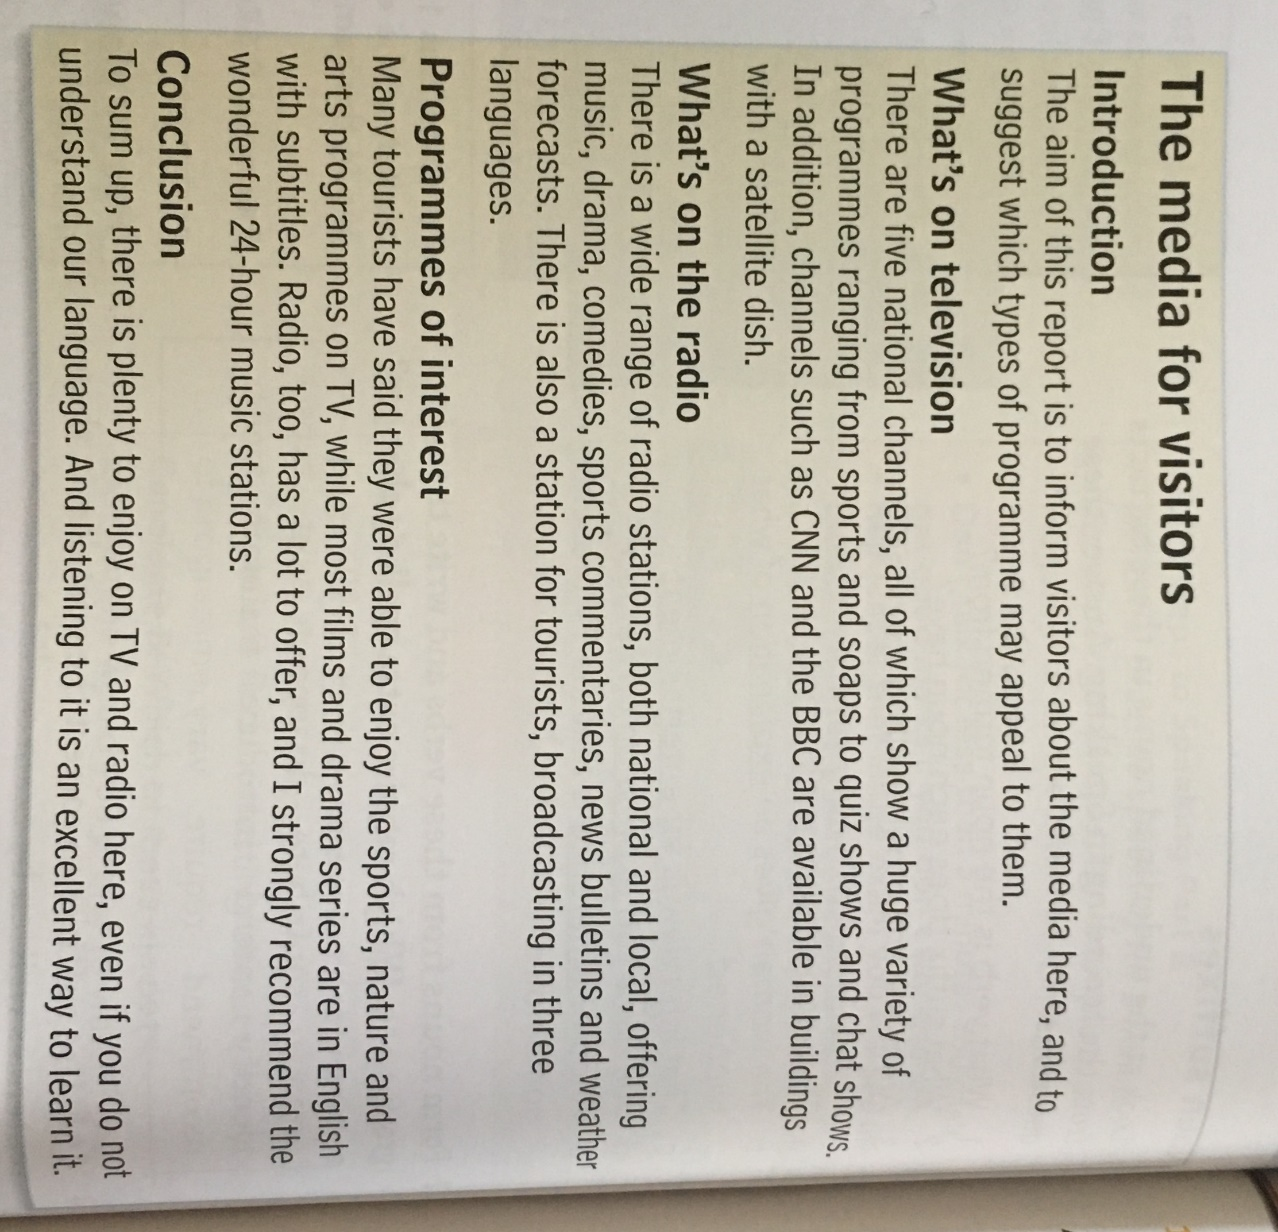 The media for visitors
Introduction
The aim of this report is to inform visitors about the media here, and to
suggest which types of programme may appeal to them.
What's on television
There are five national channels, all of which show a huge variety of
programmes ranging from sports and soaps to quiz shows and chat shows.
In addition, channels such as CNN and the BBC are available in buildings
with a satellite dish.
What's on the radio
There is a wide range of radio stations, both national and local, offering
music, drama, comedies, sports commentaries, news bulletins and weather
forecasts. There is also a station for tourists, broadcasting in three
languages.
Programmes of interest
Many tourists have said they were able to enjoy the sports, nature and
arts programmes on TV, while most films and drama series are in English
with subtitles. Radio, too, has a lot to offer, and I strongly recommend the
wonderful 24-hour music stations.
Conclusion
To sum up, there is plenty to enjoy on TV and radio here, even if you do not
understand our language. And listening to it is an excellent way to learn it.